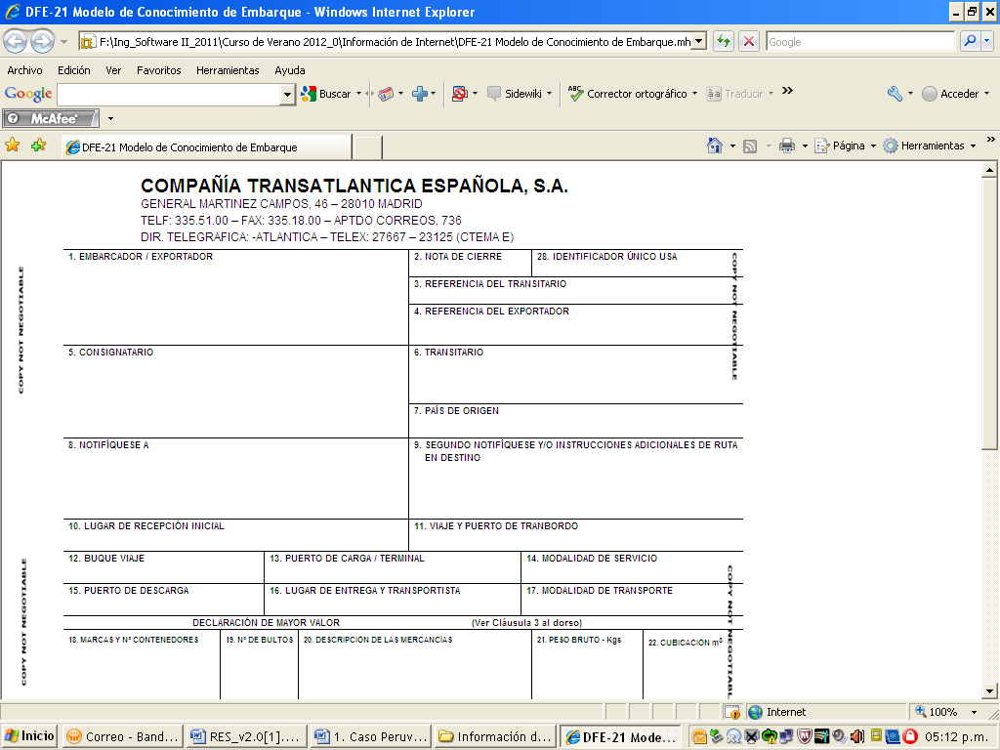 DFE-21 Modelo de Conocimiento de Embarque - Windows Internet Explorer
F:\Ing_Software II_2011\Curso de Verano 2012_0\Información de Internet\DFE-21 Modelo de Conocimiento de Embarque.mh
Google
Archivo Edición Ver Favoritos Herramientas Ayuda
Google Buscar Sidewiki ABC Corrector ortográfico Traducir Acceder
McAfee
DFE-21 Modelo de Conocimiento de Embarque Página Herramientas
COMPAÑÍA TRANSATLANTICA ESPAÑOLA, S.A.
GENERAL MARTINEZ CAMPOS, 46 – 28010 MADRID
TELF: 335.51.00 – FAX: 335.18.00 – APTDO CORREOS, 736
DIR. TELEGRAFICA: -ATLANTICA – TELEX: 27667 – 23125 (CTEMA E)
1. EMBARCADOR / EXPORTADOR
2. NOTA DE CIERRE
28. IDENTIFICADOR ÚNICO USA
3. REFERENCIA DEL TRANSITARIO
4. REFERENCIA DEL EXPORTADOR
COPY NOT NEGOTIABLE
COPY NOT NEGOTIABLE
5. CONSIGNATARIO
6. TRANSITARIO
7. PAÍS DE ORIGEN
8. NOTIFÍQUESE A
9. SEGUNDO NOTIFÍQUESE Y/O INSTRUCCIONES ADICIONALES DE RUTA
EN DESTINO
10. LUGAR DE RECEPCIÓN INICIAL
11. VIAJE Y PUERTO DE TRANBORDO
12. BUQUE VIAJE
13. PUERTO DE CARGA / TERMINAL
14. MODALIDAD DE SERVICIO
15. PUERTO DE DESCARGA
16. LUGAR DE ENTREGA Y TRANSPORTISTA
17. MODALIDAD DE TRANSPORTE
COPY NOT NEGOTIABLE
COPY NOT NEGOTIABL
DECLARACIÓN DE MAYOR VALOR (Ver Cláusula 3 al dorso)
18. MARCAS Y Nº CONTENEDORES
19. Nº DE BULTOS
20. DESCRIPCIÓN DE LAS MERCANCÍAS
21. PESO BRUTO - Kgs
22. CUBICACIÓN m3
Internet 100%
Inicio Correo - Band... RES_v2.0[1].... 1. Caso Peruv... Información d... DFE-21 Mode... 05:12 p.m.